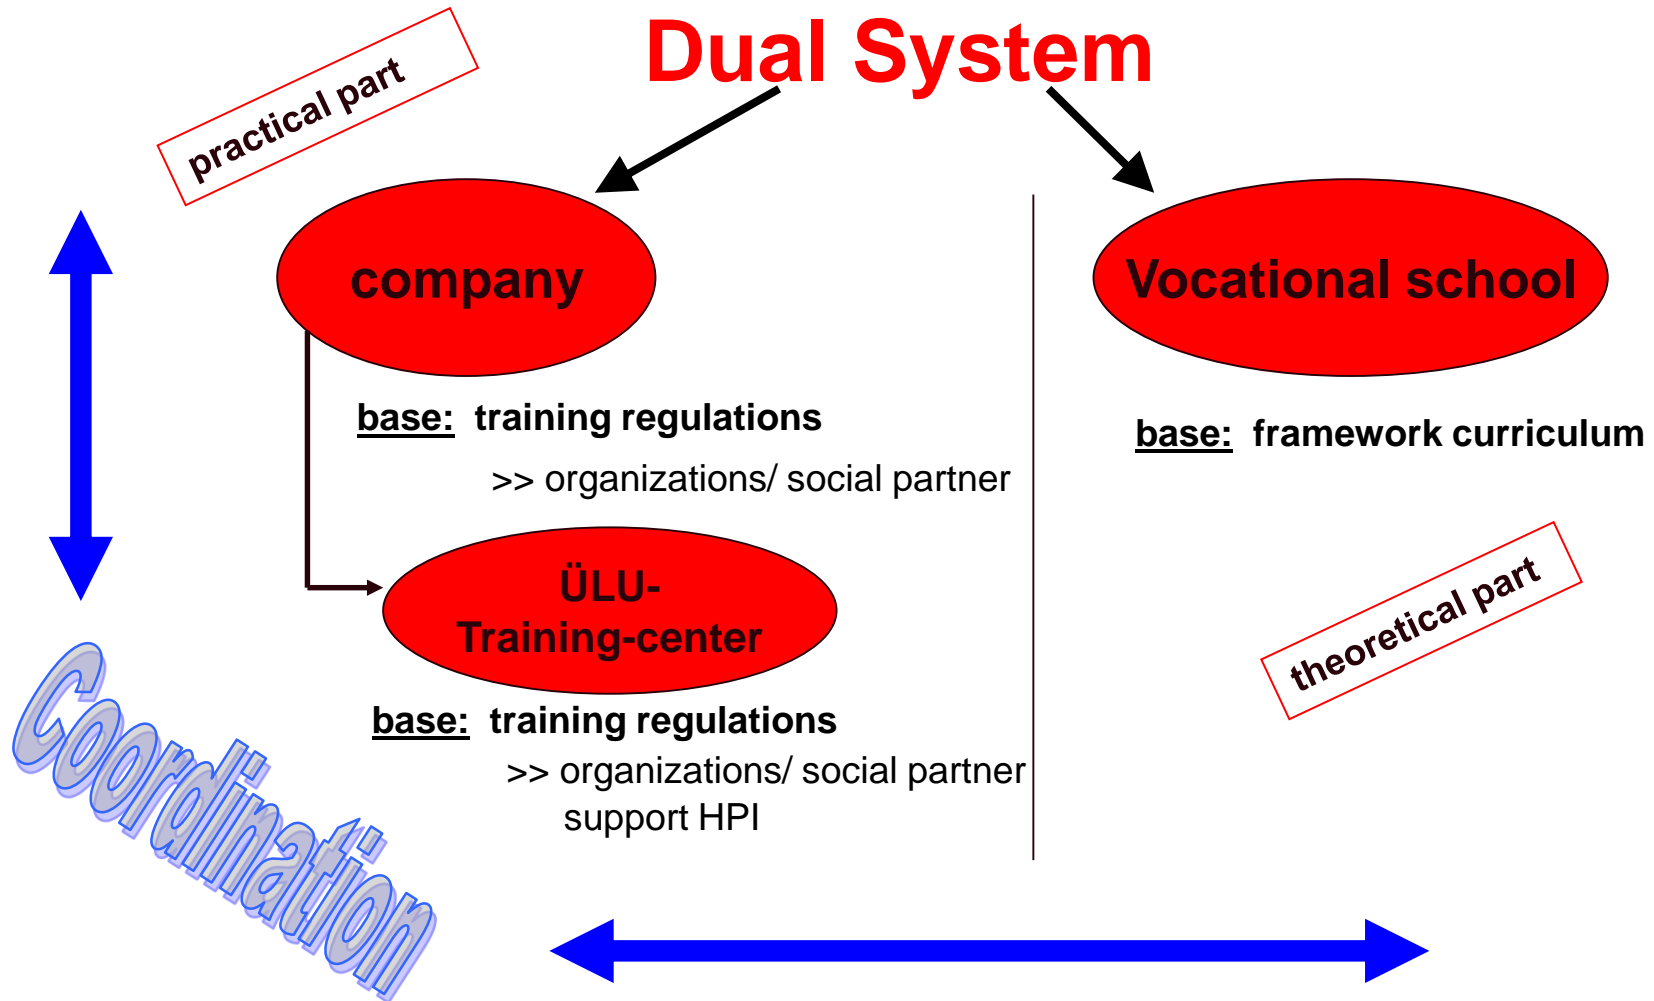 Dual System
practical part
company
Vocational school
base: training regulations
>> organizations/ social partner
base: framework curriculum
ÜLU-
Training-center
theoretical part
base: training regulations
>> organizations/ social partner
support HPI
Coordination